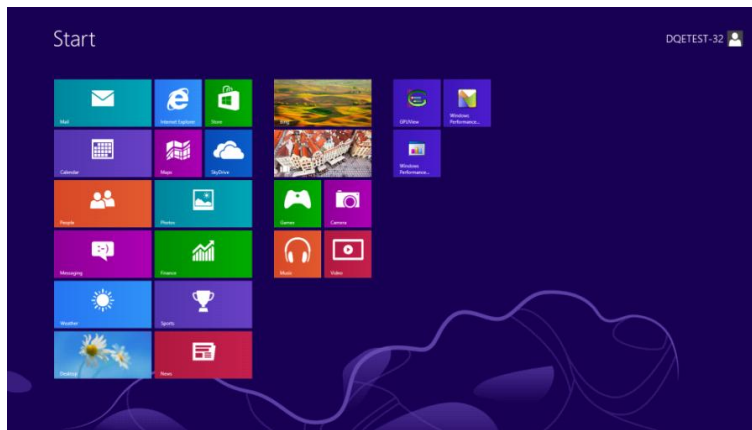 Start
DQETEST-32
Mail
Internet Explorer
Store
Calendar
Maps
SkyDrive
People
Photos
Messaging
Finance
Weather
Sports
Desktop
News
Bing
Games
Camera
Music
Video
GPUView
Windows
Performance...
Windows
Performance...